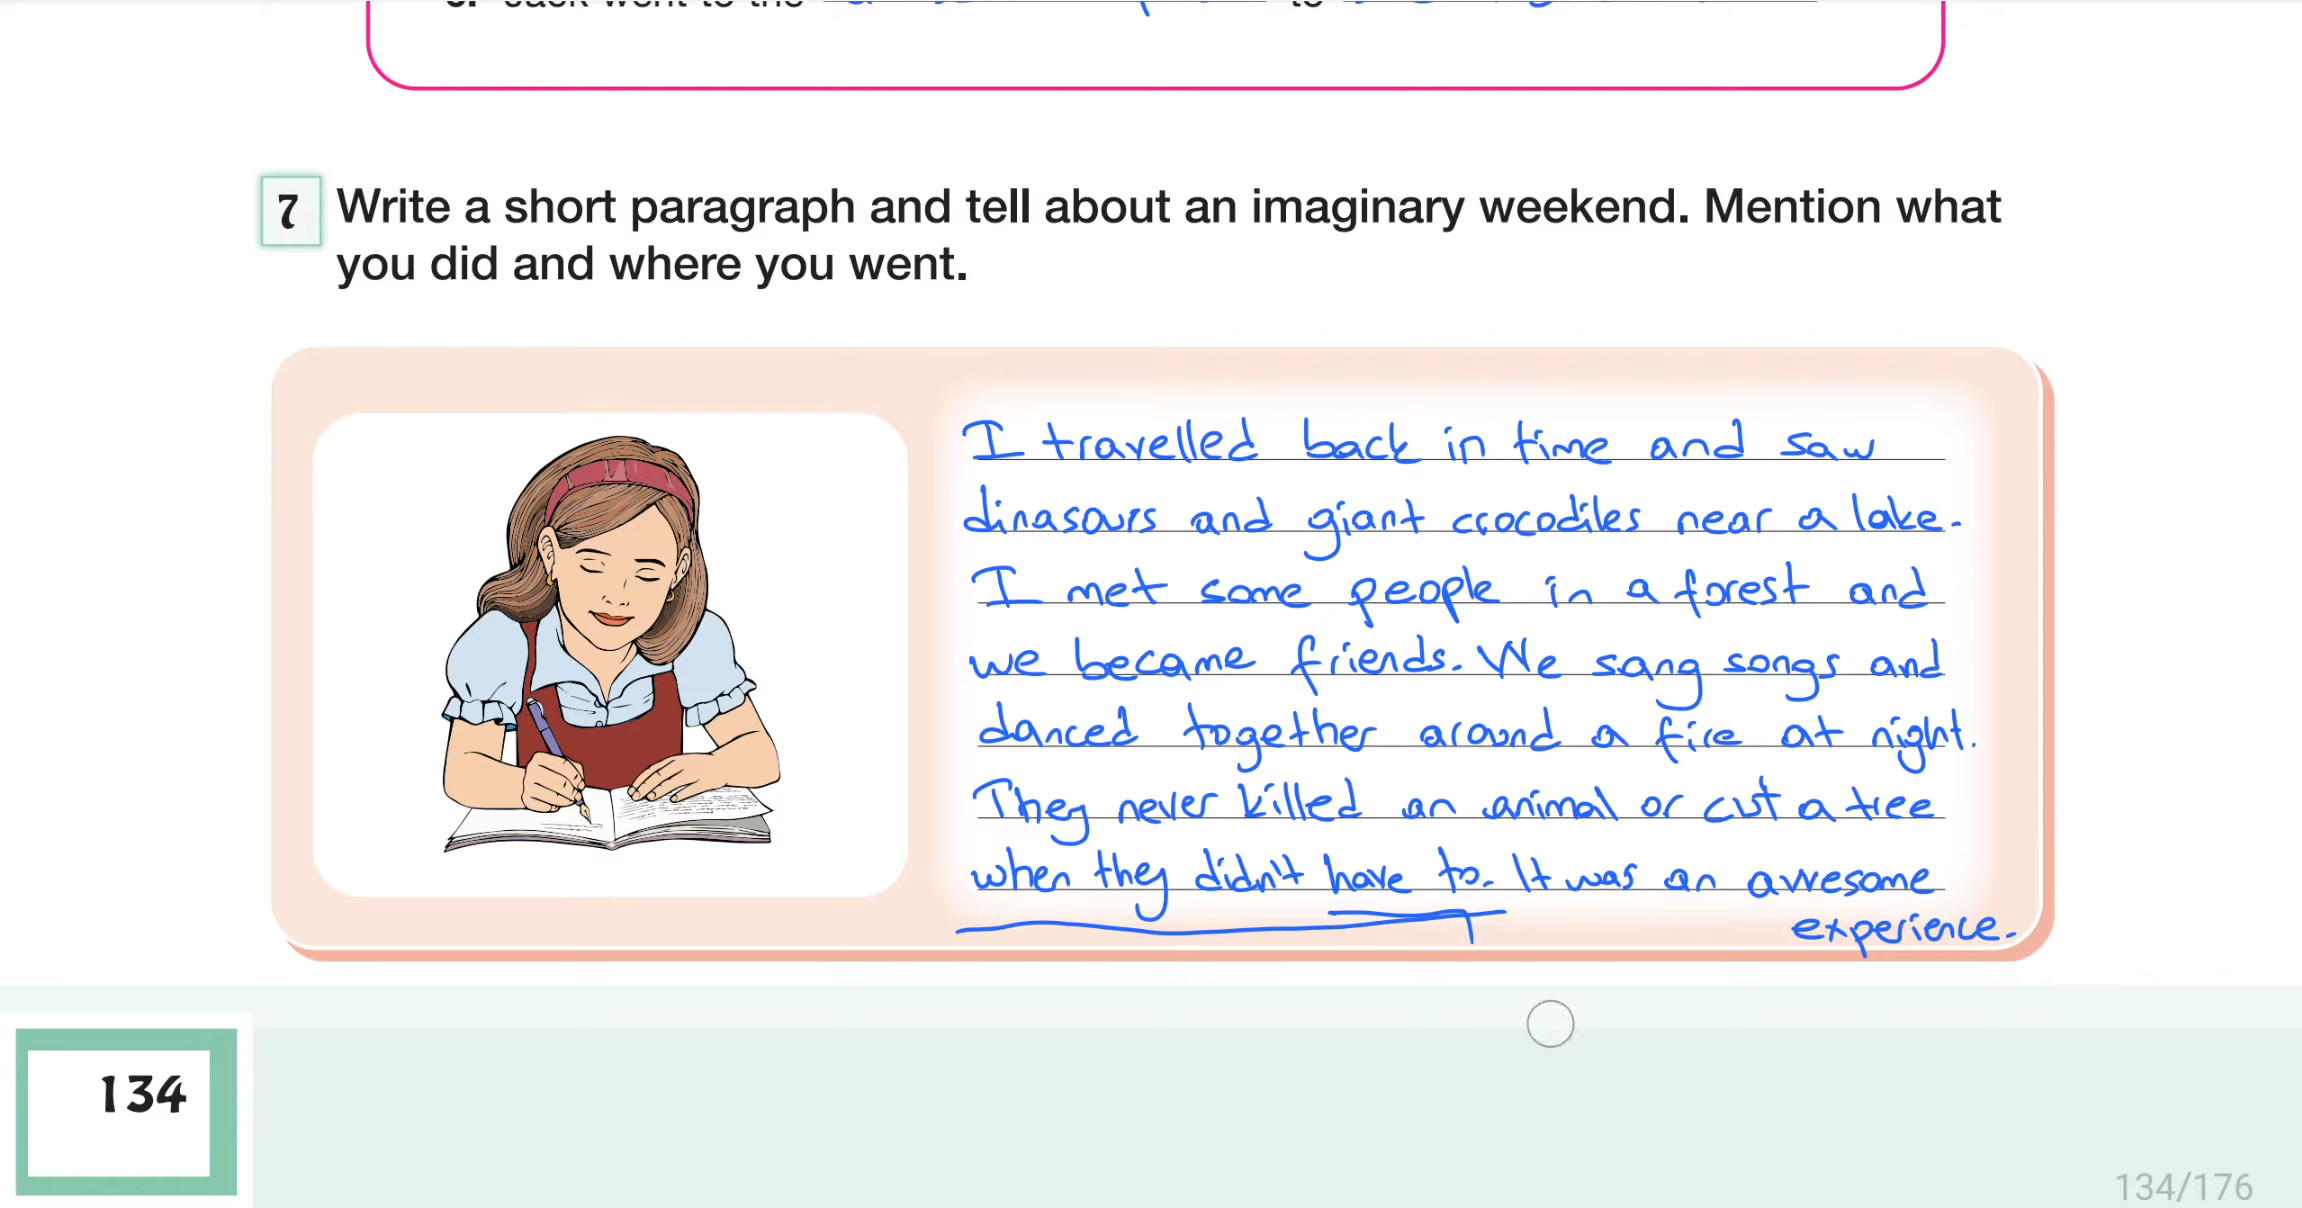 7 Write a short paragraph and tell about an imaginary weekend. Mention what
you did and where you went.
I travelled back in time and saw
dinasours and giant crocodiles near a lake.
I met some people in a forest and
we became friends. We sang songs and
danced together around a fire at night.
They never killed an animal or cut a tree
when they didn't have to. It was an awesome
experience.
134
134/176